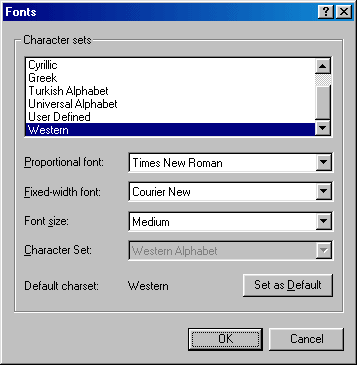 Fonts
Character sets
Cyrillic
Greek
Turkish Alphabet
Universal Alphabet
User Defined
Western
Proportional font: Times New Roman
Fixed-width font: Courier New
Font size: Medium
Character Set: Western Alphabet
Default charset: Western Set as Default
OK Cancel